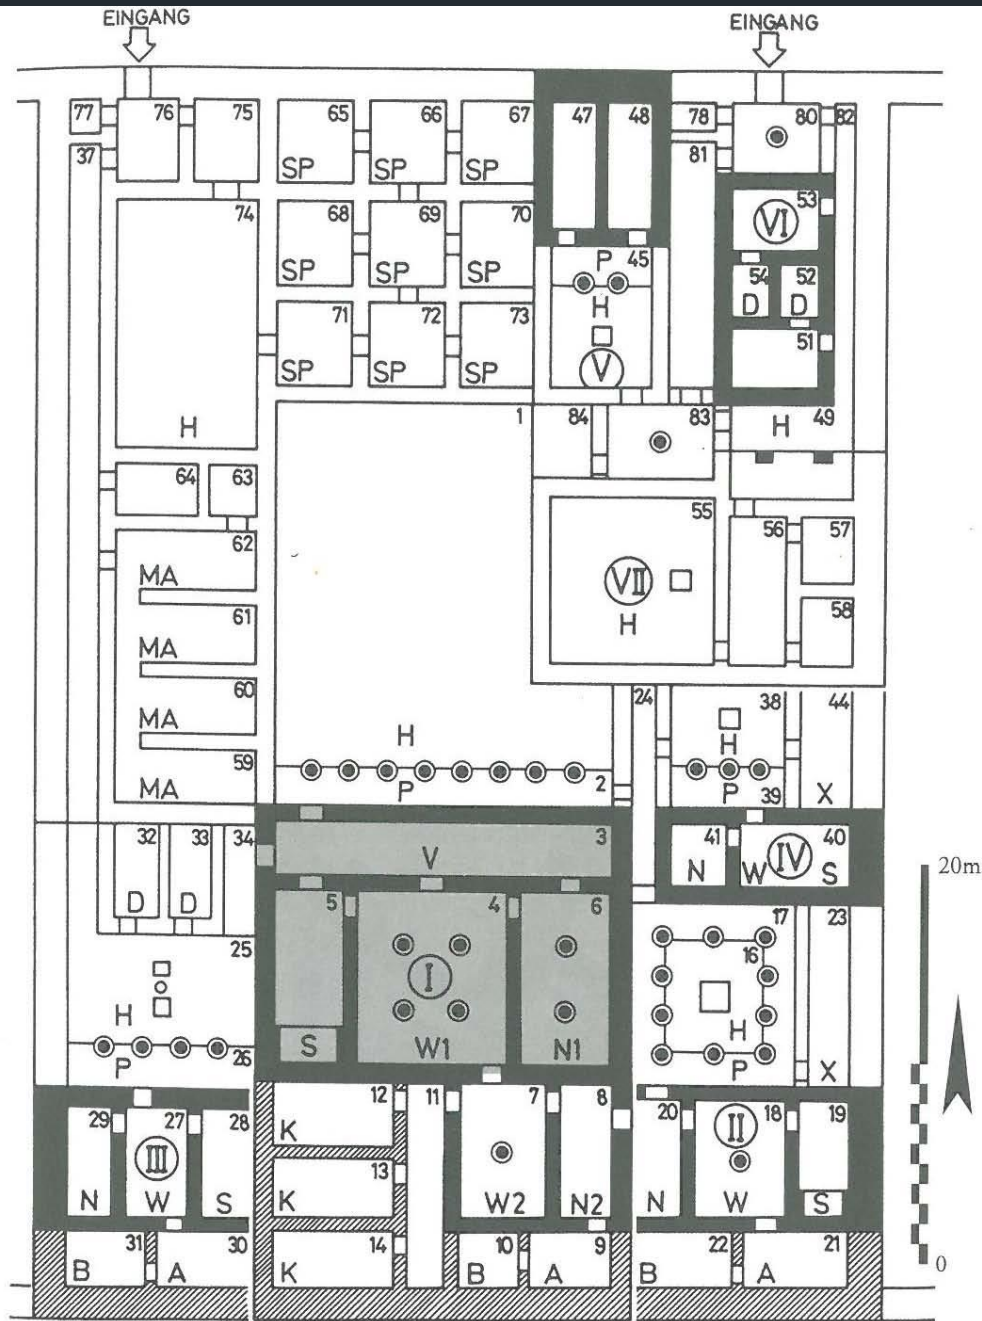 EINGANG EINGANG
77 76 75 65 66 67 47 48 78 80 82
37 SP SP SP 81
74 68 69 70 53
VI
SP SP SP P 45 54 52
H D D
71 72 73 51
SP SP SP V
H 1 84 83 H 49
64 63
62 55 56 57
MA VII
61 H 58
MA
60 24 38 44
MA H H
59 P 2 P 39 X
MA
32 33 34 3 41 40
V N W IV S 20m
D D 5 4 6 17 23
25 16
I
H H
P 26 S W1 N1 P X
29 27 28 12 11 7 8 20 18 19
K II
III 13
N W S K W2 N2 N W S
31 30 14 10 9 22 21
B A K B A B A 0